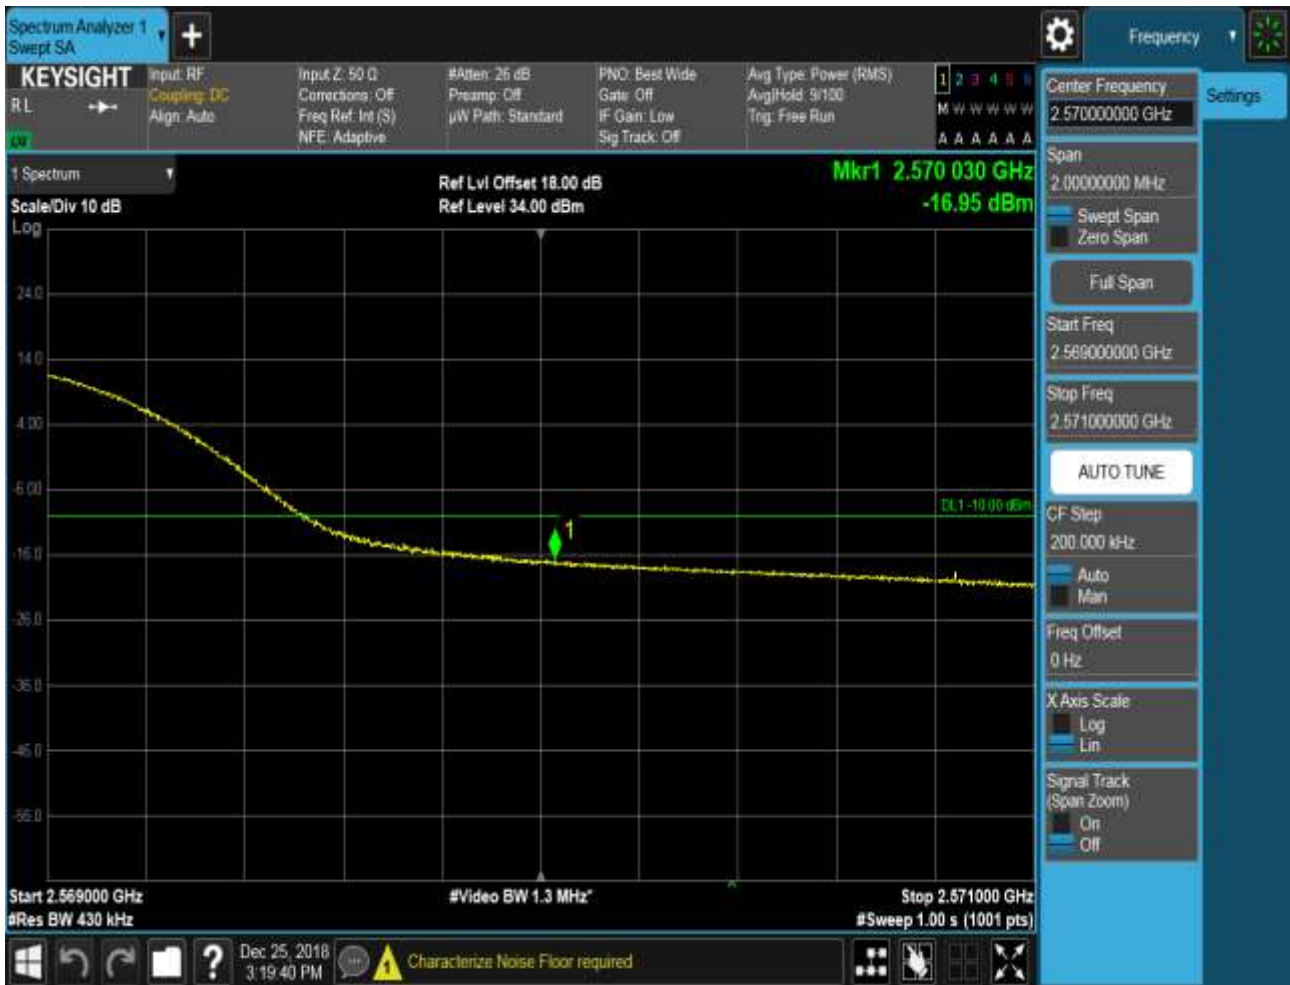 Spectrum Analyzer 1
Swept SA
+
Frequency
KEYSIGHT
Input: RF
Input Z: 50 Ω
#Atten: 26 dB
PNO: Best Wide
Avg Type: Power (RMS)
1 2 3 4 5 6
R L
Coupling: DC
Corrections: Off
Preamp: Off
Gate: Off
Avg|Hold: 9/100
M W W W W W
Align: Auto
Freq Ref: Int (S)
µW Path: Standard
IF Gain: Low
Trig: Free Run
NFE: Adaptive
Sig Track: Off
A A A A A A
1 Spectrum
Ref Lvl Offset 18.00 dB
Mkr1 2.570 030 GHz
Scale/Div 10 dB
Ref Level 34.00 dBm
-16.95 dBm
Log
24.0
14.0
4.00
-6.00
DL1 -10.00 dBm
1
-16.0
-26.0
-36.0
-46.0
-56.0
Start 2.569000 GHz
#Video BW 1.3 MHz*
Stop 2.571000 GHz
#Res BW 430 kHz
#Sweep 1.00 s (1001 pts)
Center Frequency
2.570000000 GHz
Settings
Span
2.00000000 MHz
Swept Span
Zero Span
Full Span
Start Freq
2.569000000 GHz
Stop Freq
2.571000000 GHz
AUTO TUNE
CF Step
200.000 kHz
Auto
Man
Freq Offset
0 Hz
X Axis Scale
Log
Lin
Signal Track
(Span Zoom)
On
Off
?
Dec 25, 2018
3:19:40 PM
1
Characterize Noise Floor required